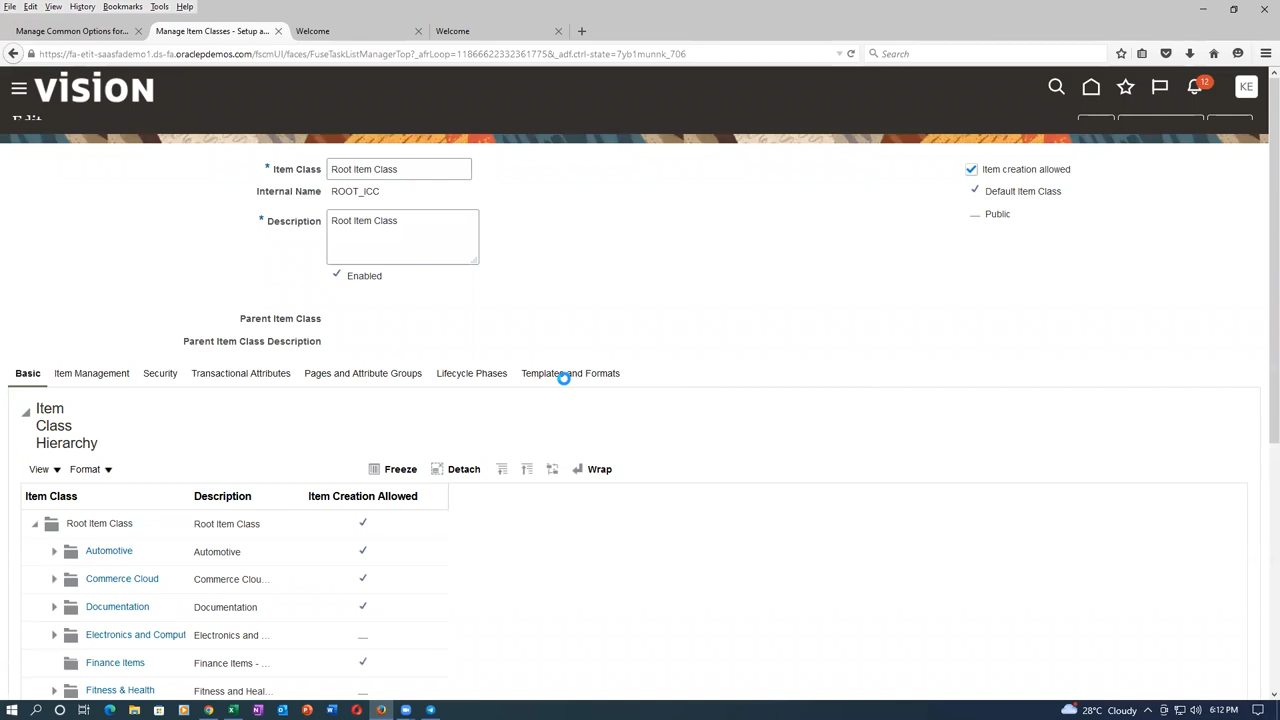 File Edit View History Bookmarks Tools Help
Manage Common Options for... Manage Item Classes - Setup a... Welcome Welcome
https://fa-etit-saasfademo1.ds-fa.oraclepdemos.com/fscmUI/faces/FuseTaskListManagerTop?_afrLoop=11866622332361775&_adf.ctrl-state=7yb1munnk_706 Search
VISION 12 KE
Edit
* Item Class Root Item Class Item creation allowed
Internal Name ROOT_ICC Default Item Class
* Description Root Item Class Public
Enabled
Parent Item Class
Parent Item Class Description
Basic Item Management Security Transactional Attributes Pages and Attribute Groups Lifecycle Phases Templates and Formats
Item
Class
Hierarchy
View Format Freeze Detach Wrap
Item Class Description Item Creation Allowed
Root Item Class Root Item Class
Automotive Automotive
Commerce Cloud Commerce Clou...
Documentation Documentation
Electronics and Comput Electronics and ...
Finance Items Finance Items - ...
Fitness & Health Fitness and Heal...
28°C Cloudy 6:12 PM